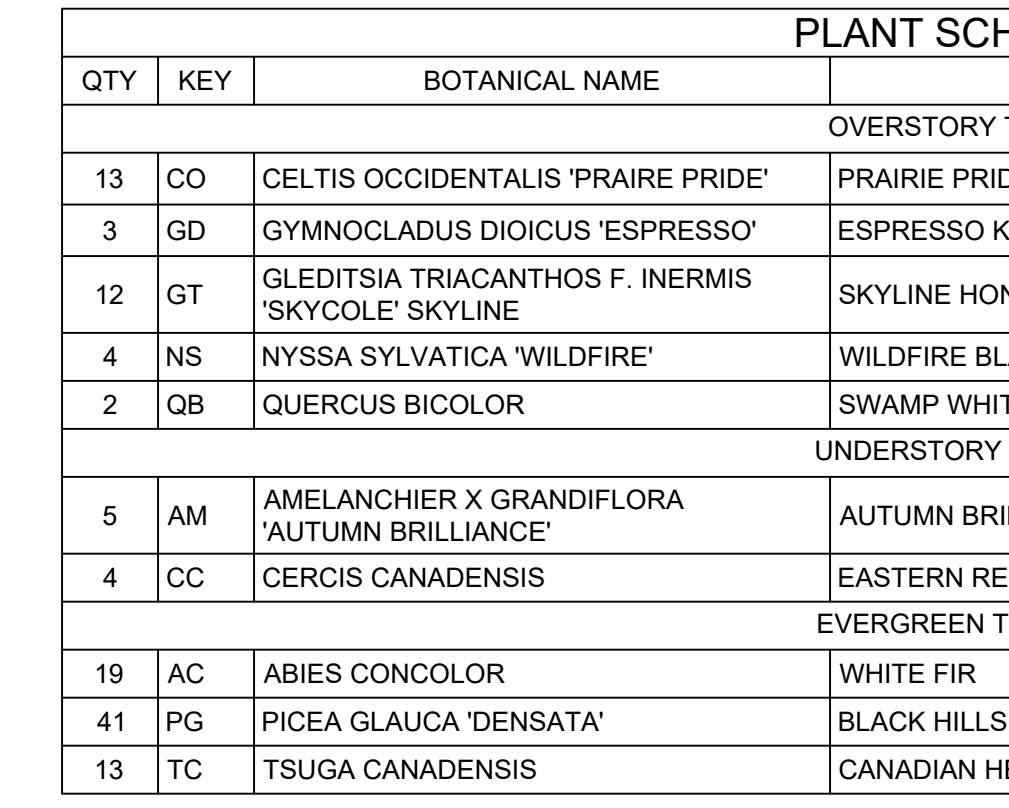 PLANT SCH
QTY KEY BOTANICAL NAME
OVERSTORY
13 CO CELTIS OCCIDENTALIS 'PRAIRE PRIDE' PRAIRIE PRID
3 GD GYMNOCLADUS DIOICUS 'ESPRESSO' ESPRESSO K
12 GT GLEDITSIA TRIACANTHOS F. INERMIS
'SKYCOLE' SKYLINE SKYLINE HON
4 NS NYSSA SYLVATICA 'WILDFIRE' WILDFIRE BLA
2 QB QUERCUS BICOLOR SWAMP WHIT
UNDERSTORY
5 AM AMELANCHIER X GRANDIFLORA
'AUTUMN BRILLIANCE' AUTUMN BRIL
4 CC CERCIS CANADENSIS EASTERN RE
EVERGREEN T
19 AC ABIES CONCOLOR WHITE FIR
41 PG PICEA GLAUCA 'DENSATA' BLACK HILLS
13 TC TSUGA CANADENSIS CANADIAN HE